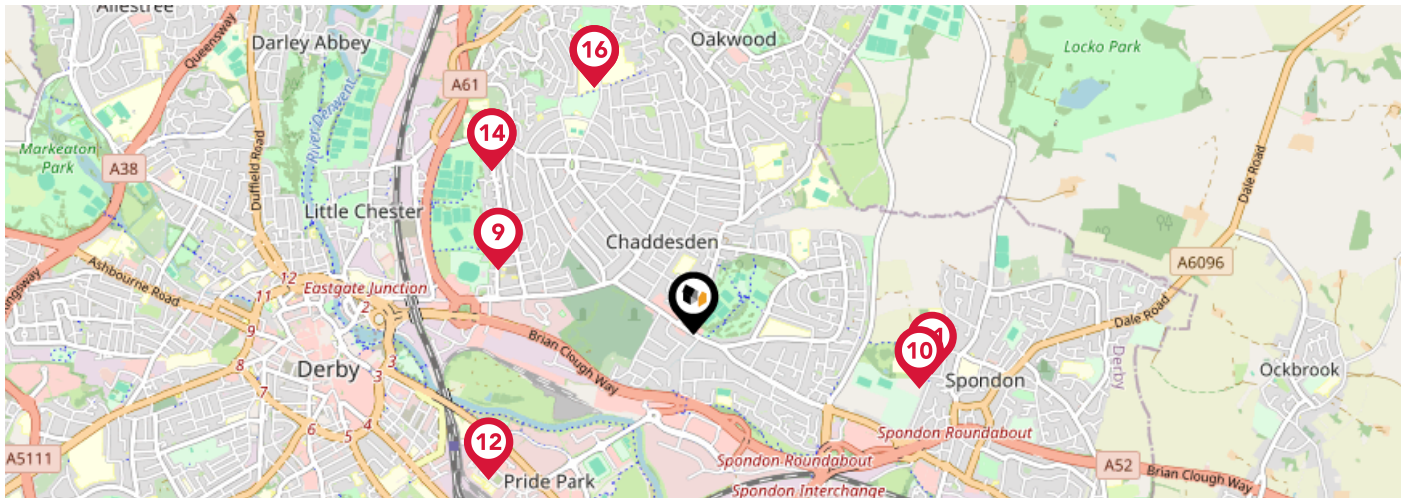 Allestree
Queensway
Darley Abbey
16
Oakwood
Locko Park
A61
River Derwent
Duffield Road
14
Markeaton
Park
A38
Dale Road
Little Chester
9
Chaddesden
A6096
Ashbourne Road
12
11
Eastgate Junction
2
9
Brian Clough Way
Dale Road
Derby
8
Derby
3
10
Spondon
Ockbrook
7
3
6
5
4
12
A5111
Pride Park
Spondon Roundabout
Spondon Roundabout
A52
Brian Clough Way
Spondon Interchange